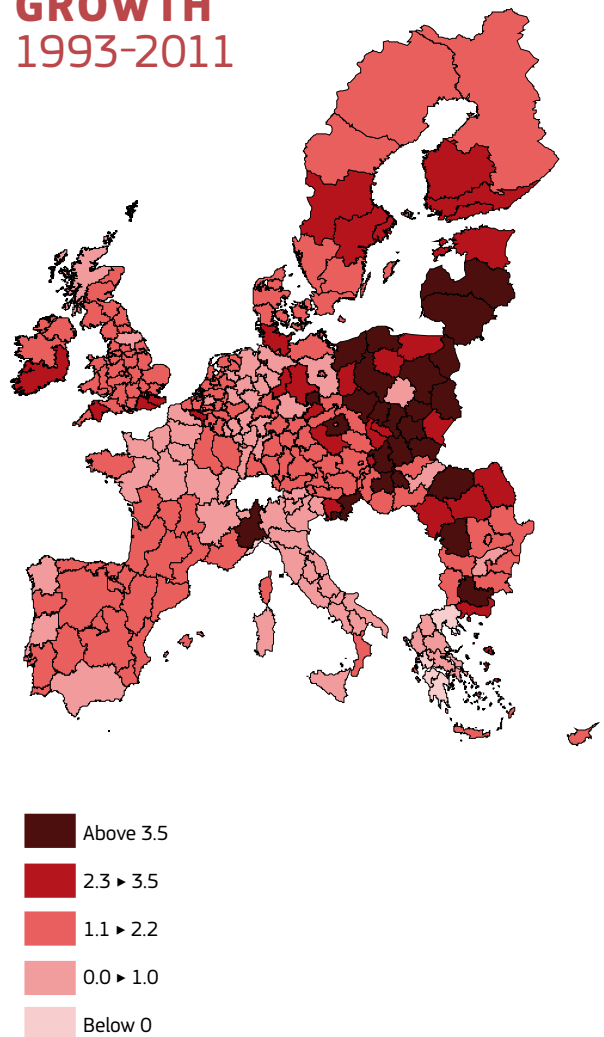 GROWTH
1993-2011
Above 3.5
2.3 ▸ 3.5
1.1 ▸ 2.2
0.0 ▸ 1.0
Below 0